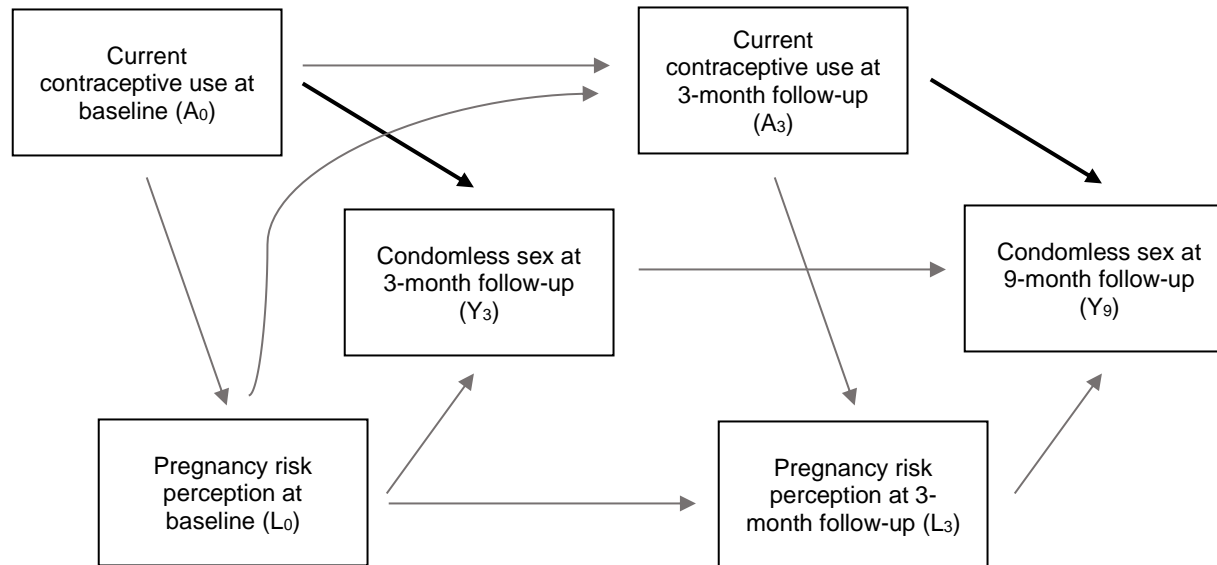 Current
contraceptive use at
baseline (A0)
Current
contraceptive use at
3-month follow-up
(A3)
Condomless sex at
3-month follow-up
(Y3)
Condomless sex at
9-month follow-up
(Y9)
Pregnancy risk
perception at
baseline (L0)
Pregnancy risk
perception at 3-
month follow-up (L3)